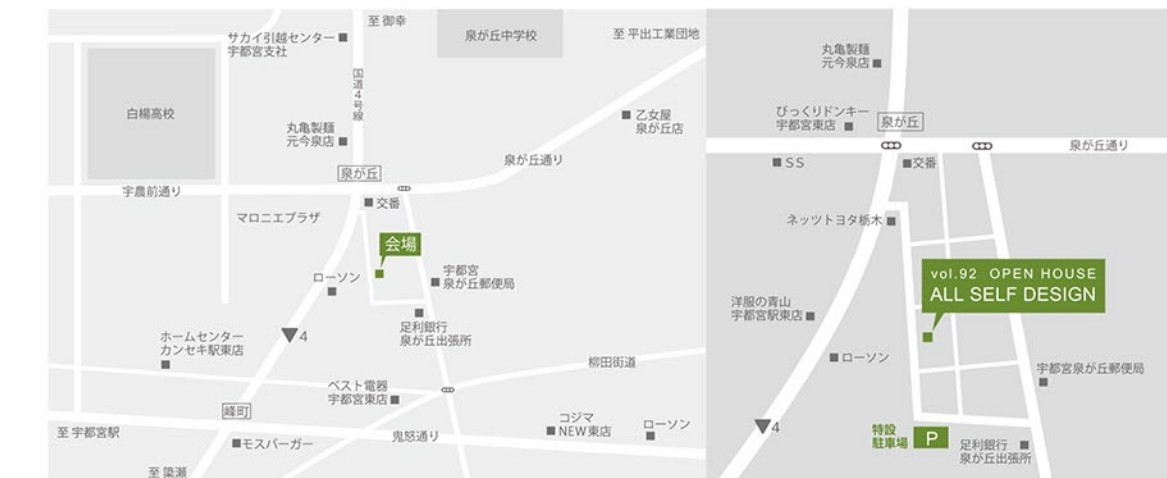 至 御幸
サカイ引越センター
宇都宮支社
泉が丘中学校
至 平出工業団地
国道4号線
白楊高校
丸亀製麺
元今泉店
乙女屋
泉が丘店
泉が丘通り
泉が丘
宇農前通り
交番
マロニエプラザ
会場
ローソン
宇都宮
泉が丘郵便局
足利銀行
泉が丘出張所
4
ホームセンター
カンセキ駅東店
柳田街道
ベスト電器
宇都宮東店
峰町
コジマ
NEW東店
ローソン
至 宇都宮駅
モスバーガー
鬼怒通り
至 簗瀬
丸亀製麺
元今泉店
びっくりドンキー
宇都宮東店
泉が丘
泉が丘通り
SS
交番
ネッツトヨタ栃木
vol.92 OPEN HOUSE
ALL SELF DESIGN
洋服の青山
宇都宮駅東店
ローソン
宇都宮泉が丘郵便局
4
特設
駐車場
P
足利銀行
泉が丘出張所